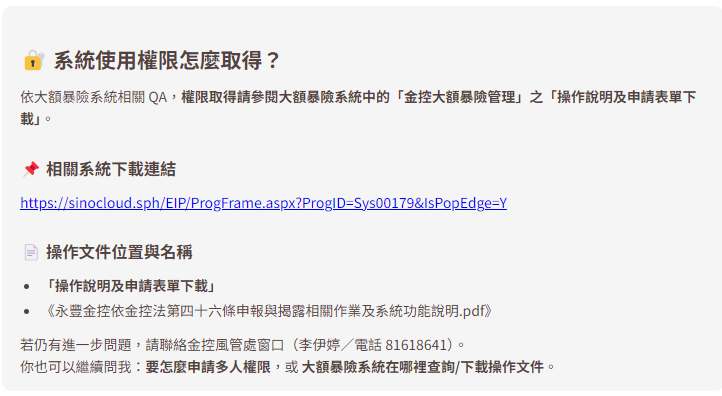 系統使用權限怎麼取得？
依大額暴險系統相關 QA，權限取得請參閱大額暴險系統中的「金控大額暴險管理」之「操作說明及申請表單下
載」。
相關系統下載連結
https://sinocloud.sph/EIP/ProgFrame.aspx?ProgID=Sys00179&IsPopEdge=Y
操作文件位置與名稱
• 「操作說明及申請表單下載」
• 《永豐金控依金控法第四十六條申報與揭露相關作業及系統功能說明.pdf》
若仍有進一步問題，請聯絡金控風管處窗口（李伊婷／電話 81618641）。
你也可以繼續問我：要怎麼申請多人權限，或 大額暴險系統在哪裡查詢/下載操作文件。